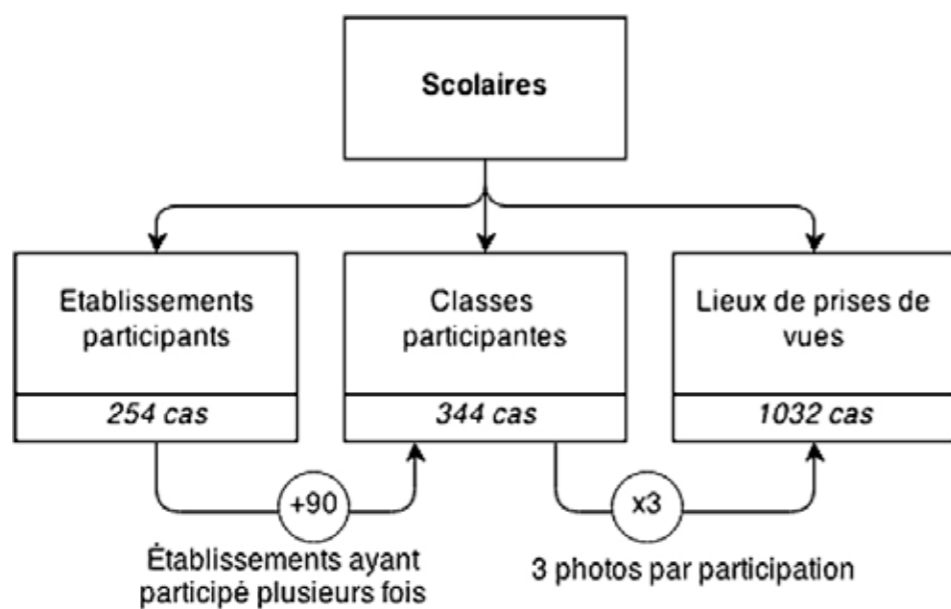 Scolaires
Etablissements
participants
254 cas
Classes
participantes
344 cas
Lieux de prises de
vues
1032 cas
+90
Établissements ayant
participé plusieurs fois
x3
3 photos par participation